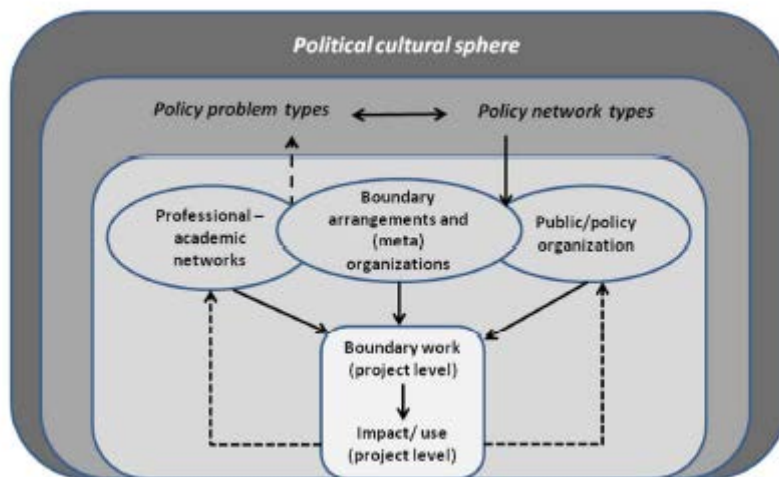 Political cultural sphere
Policy problem types
Policy network types
Professional –
academic
networks
Boundary
arrangements and
(meta)
organizations
Public/policy
organization
Boundary work
(project level)
Impact/ use
(project level)